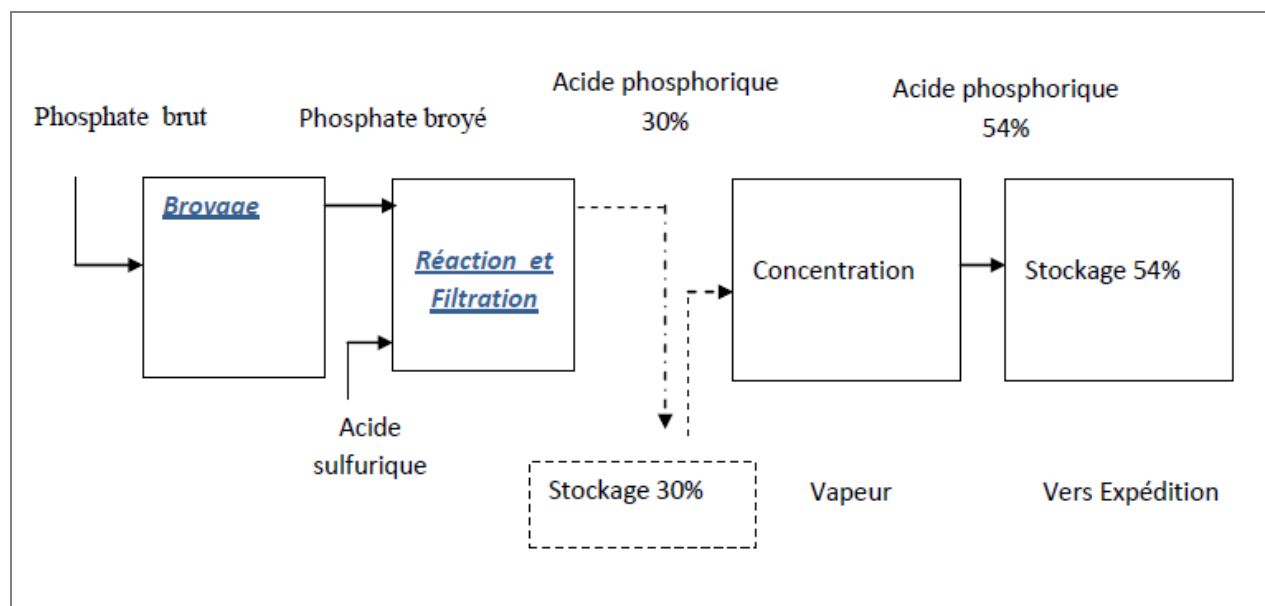 Phosphate brut
Phosphate broyé
Acide phosphorique
30%
Acide phosphorique
54%
Brovage
Réaction et
Filtration
Concentration
Stockage 54%
Acide
sulfurique
Stockage 30%
Vapeur
Vers Expédition